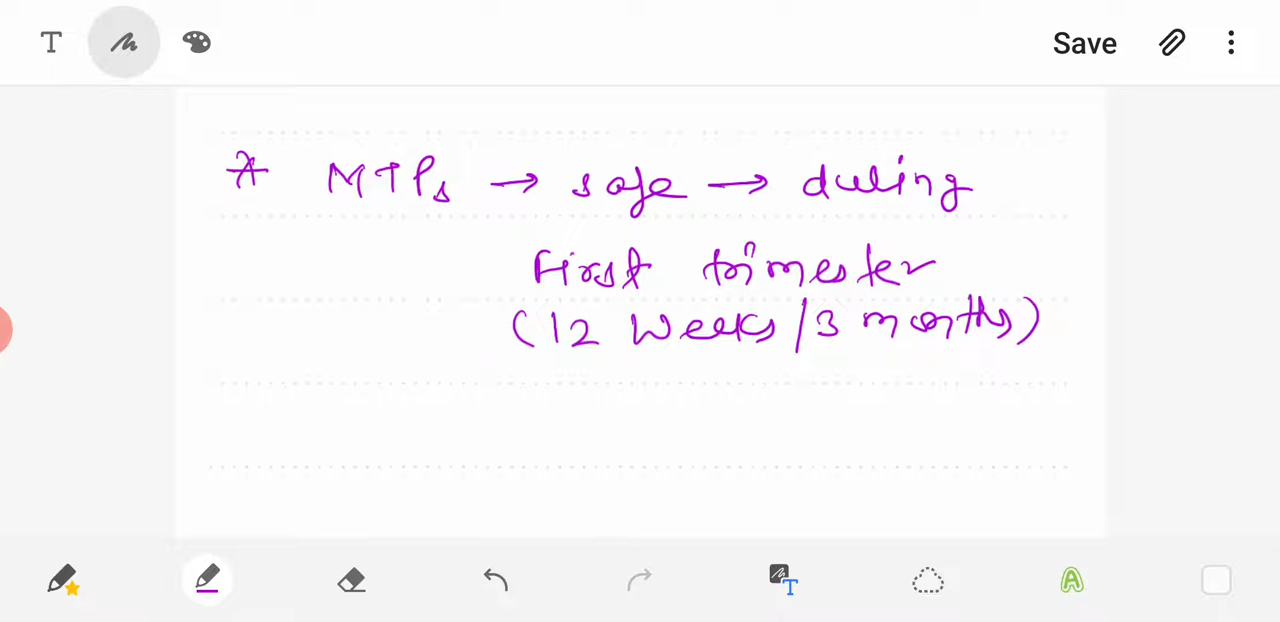 T Save
* MTPs → safe → during
First trimester
(12 weeks/3 months)
T
A